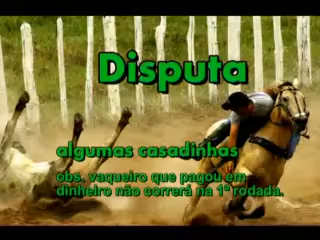 Disputa
algumas casadinhas
obs. vaqueiro que pagou em
dinheiro não correrá na 1ª rodada.